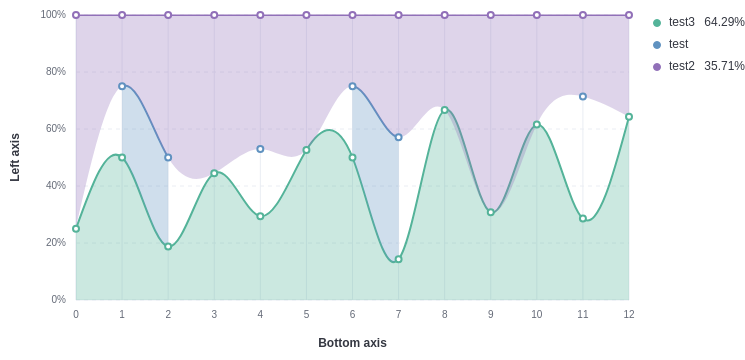 100%
80%
60%
40%
20%
0%
Left axis
0 1 2 3 4 5 6 7 8 9 10 11 12
Bottom axis
test3 64.29%
test
test2 35.71%